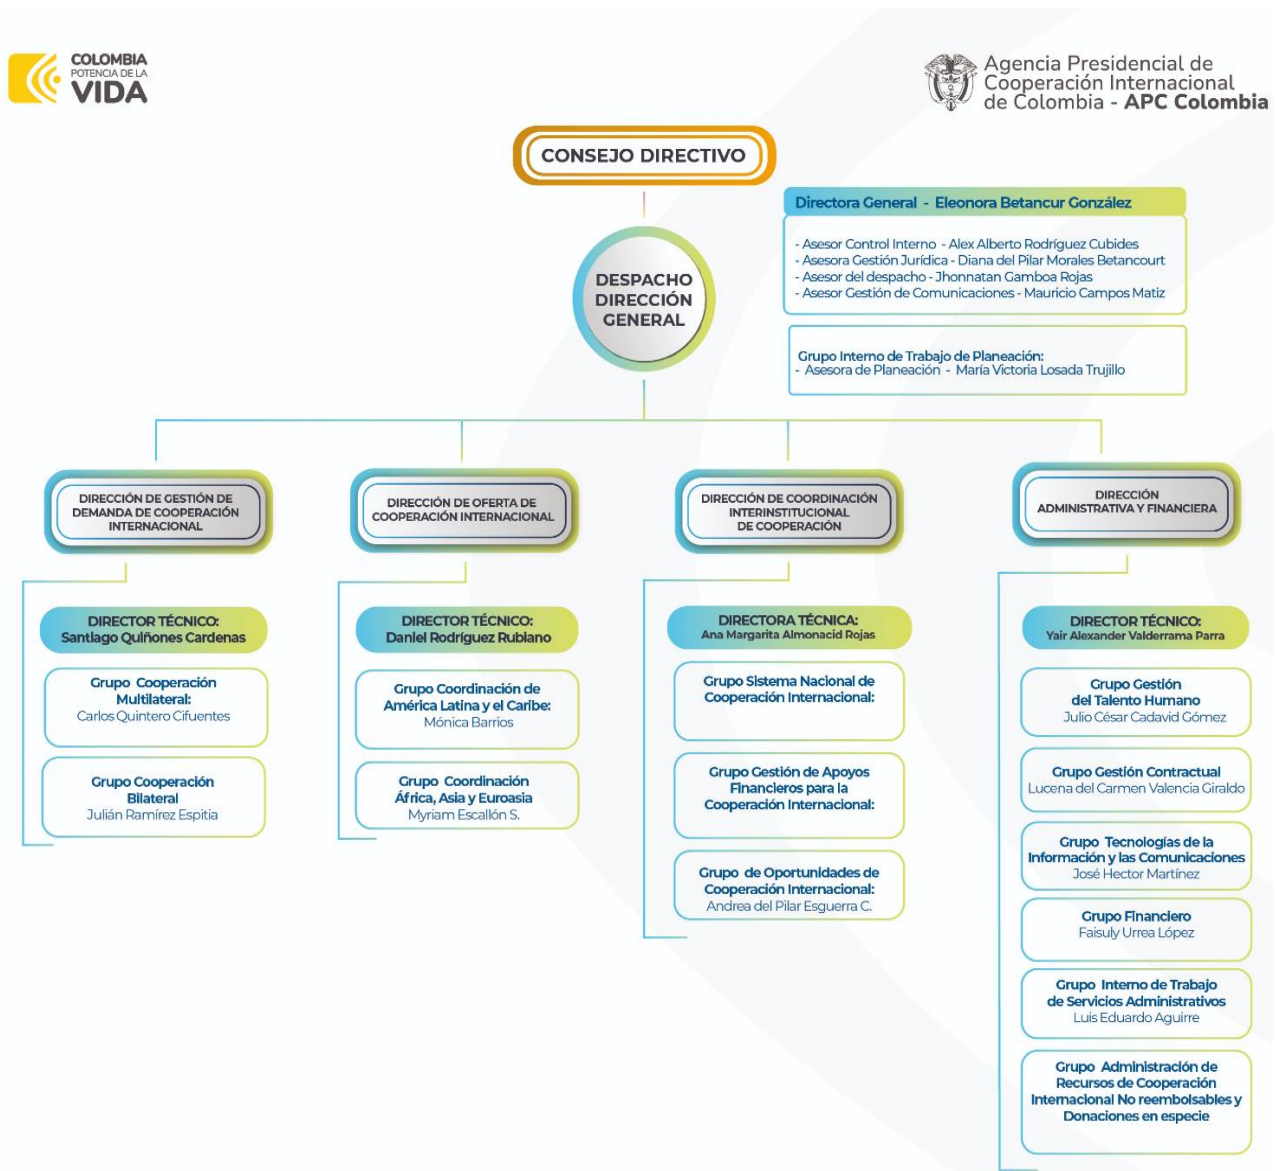 COLOMBIA
POTENCIA DE LA
VIDA
Agencia Presidencial de
Cooperación Internacional
de Colombia - APC Colombia
CONSEJO DIRECTIVO
DESPACHO
DIRECCIÓN
GENERAL
Directora General - Eleonora Betancur González
- Asesor Control Interno - Alex Alberto Rodríguez Cubides
- Asesora Gestión Jurídica - Diana del Pilar Morales Betancourt
- Asesor del despacho - Jhonnatan Gamboa Rojas
- Asesor Gestión de Comunicaciones - Mauricio Campos Matiz
Grupo Interno de Trabajo de Planeación:
- Asesora de Planeación - María Victoria Losada Trujillo
DIRECCIÓN DE GESTIÓN DE
DEMANDA DE COOPERACIÓN
INTERNACIONAL
DIRECTOR TÉCNICO:
Santiago Quiñones Cardenas
Grupo Cooperación
Multilateral:
Carlos Quintero Cifuentes
Grupo Cooperación
Bilateral
Julián Ramírez Espitia
DIRECCIÓN DE OFERTA DE
COOPERACIÓN INTERNACIONAL
DIRECTOR TÉCNICO:
Daniel Rodríguez Rubiano
Grupo Coordinación de
América Latina y el Caribe:
Mónica Barrios
Grupo Coordinación
África, Asia y Euroasia
Myriam Escallón S.
DIRECCIÓN DE COORDINACIÓN
INTERINSTITUCIONAL
DE COOPERACIÓN
DIRECTORA TÉCNICA:
Ana Margarita Almonacid Rojas
Grupo Sistema Nacional de
Cooperación Internacional:
Grupo Gestión de Apoyos
Financieros para la
Cooperación Internacional:
Grupo de Oportunidades de
Cooperación Internacional:
Andrea del Pilar Esguerra C.
DIRECCIÓN
ADMINISTRATIVA Y FINANCIERA
DIRECTOR TÉCNICO:
Yair Alexander Valderrama Parra
Grupo Gestión
del Talento Humano
Julio César Cadavid Gómez
Grupo Gestión Contractual
Lucena del Carmen Valencia Giraldo
Grupo Tecnologías de la
Información y las Comunicaciones
José Hector Martínez
Grupo Financiero
Faisuly Urrea López
Grupo Interno de Trabajo
de Servicios Administrativos
Luis Eduardo Aguirre
Grupo Administración de
Recursos de Cooperación
Internacional No reembolsables y
Donaciones en especie